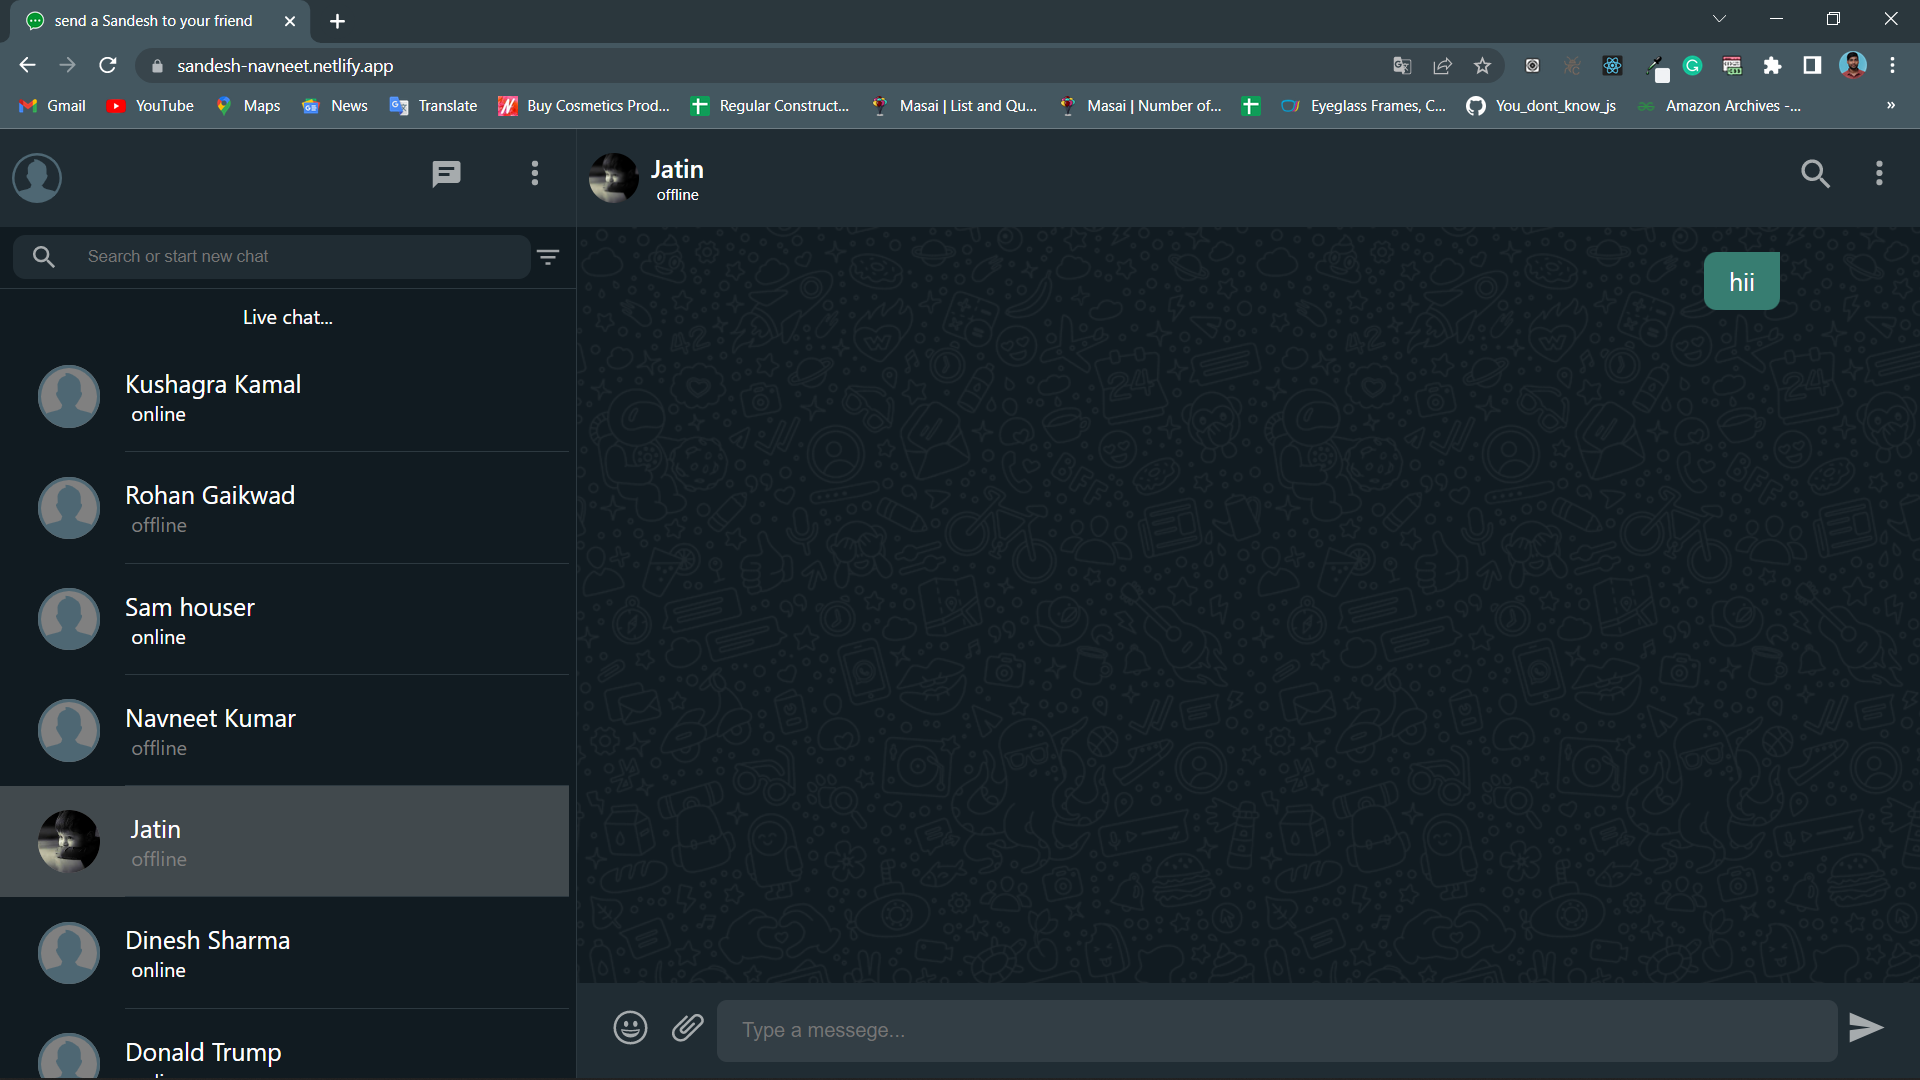 send a Sandesh to your friend
sandesh-navneet.netlify.app
Gmail YouTube Maps News Translate Buy Cosmetics Prod... Regular Construct... Masai | List and Qu... Masai | Number of... Eyeglass Frames, C... You_dont_know_js Amazon Archives -... »
Jatin
offline
Search or start new chat
hii
Live chat...
Kushagra Kamal
online
Rohan Gaikwad
offline
Sam houser
online
Navneet Kumar
offline
Jatin
offline
Dinesh Sharma
online
Donald Trump
Type a messege...